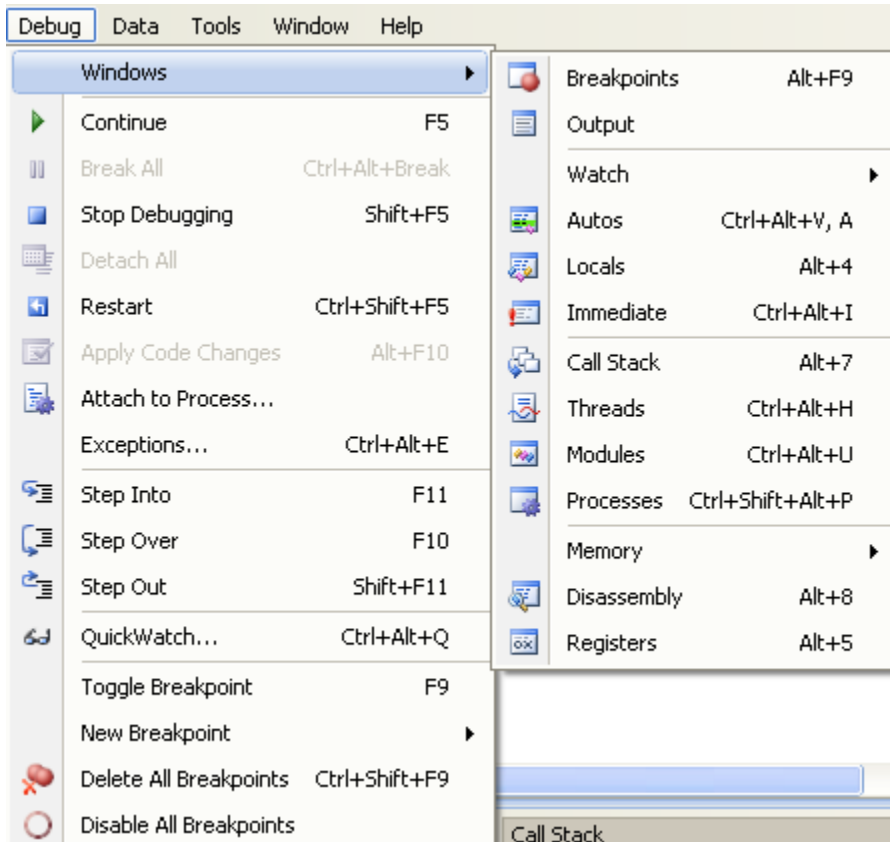 Debug Data Tools Window Help
Windows
Continue F5
Break All Ctrl+Alt+Break
Stop Debugging Shift+F5
Detach All
Restart Ctrl+Shift+F5
Apply Code Changes Alt+F10
Attach to Process...
Exceptions... Ctrl+Alt+E
Step Into F11
Step Over F10
Step Out Shift+F11
QuickWatch... Ctrl+Alt+Q
Toggle Breakpoint F9
New Breakpoint
Delete All Breakpoints Ctrl+Shift+F9
Disable All Breakpoints
Breakpoints Alt+F9
Output
Watch
Autos Ctrl+Alt+V, A
Locals Alt+4
Immediate Ctrl+Alt+I
Call Stack Alt+7
Threads Ctrl+Alt+H
Modules Ctrl+Alt+U
Processes Ctrl+Shift+Alt+P
Memory
Disassembly Alt+8
Registers Alt+5
Call Stack